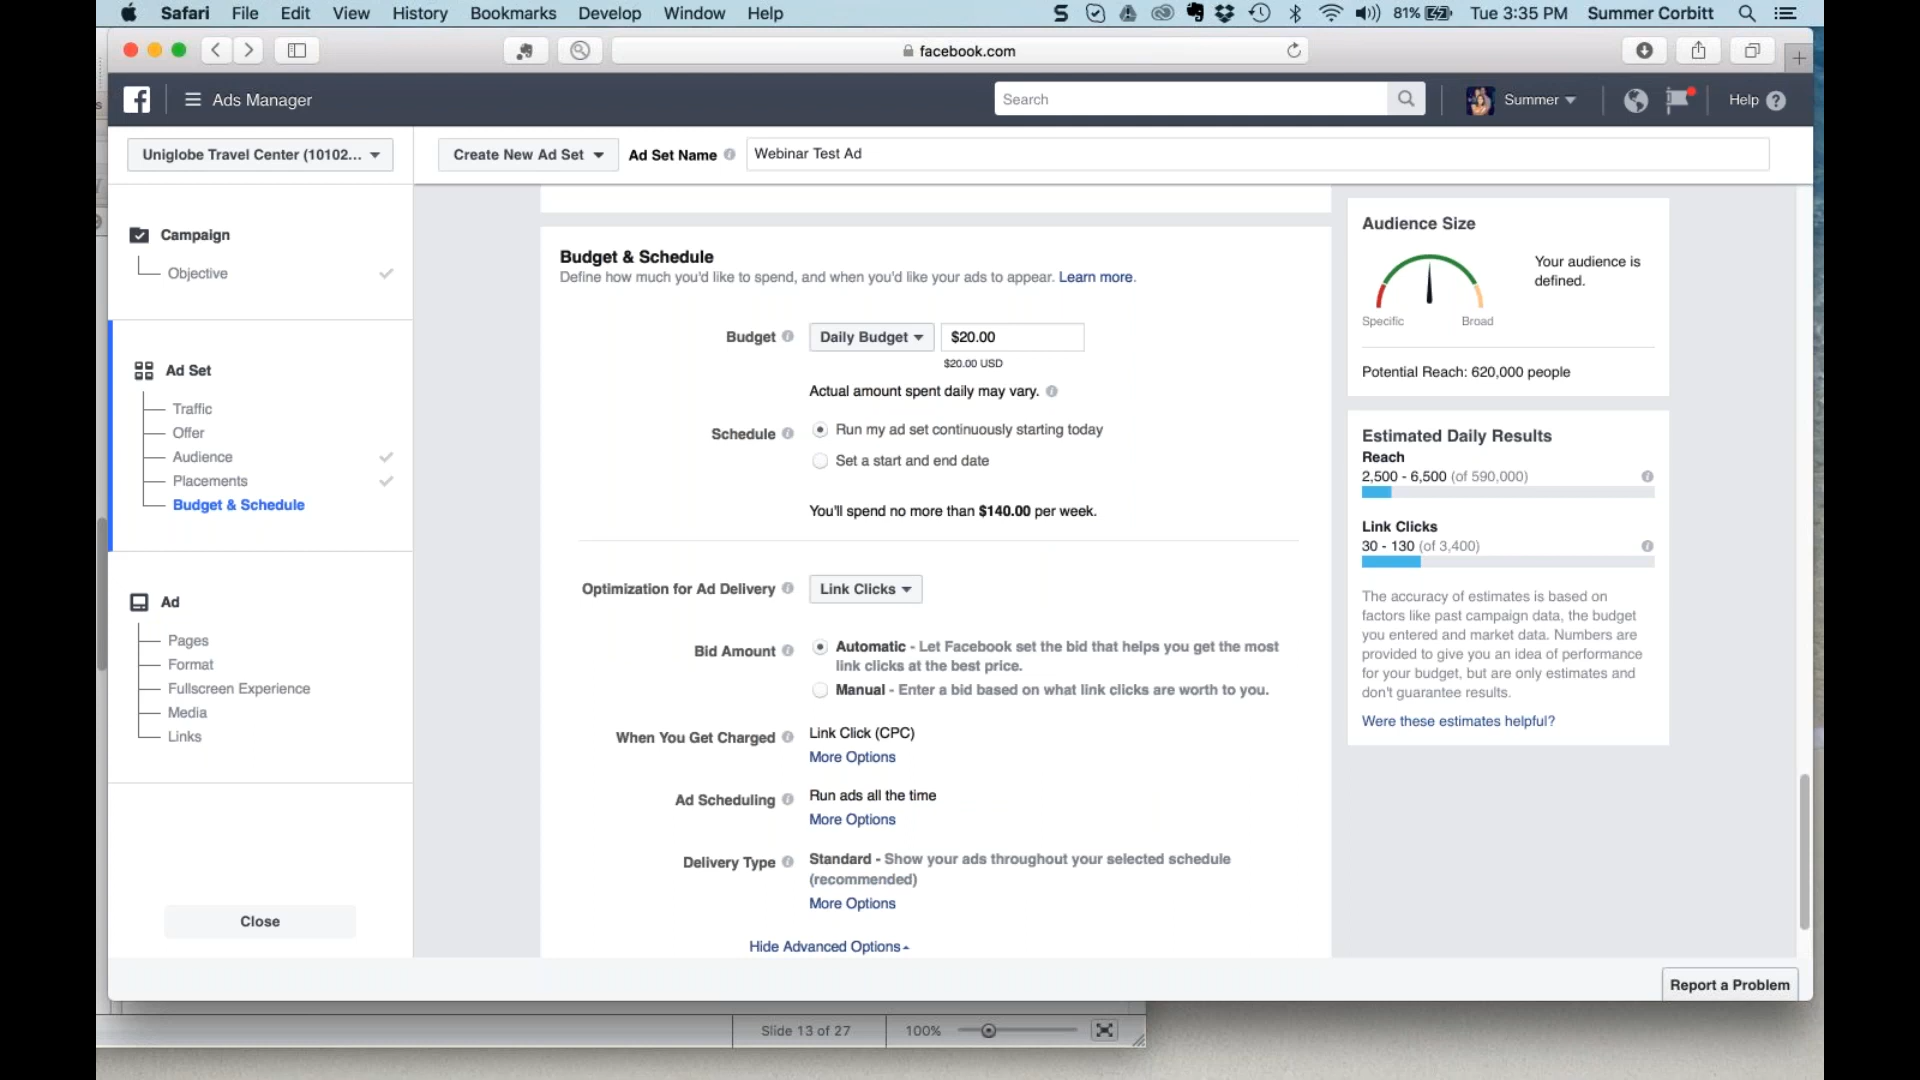 Safari File Edit View History Bookmarks Develop Window Help
81% Tue 3:35 PM Summer Corbitt
facebook.com
Ads Manager
Search
Summer
Help
Uniglobe Travel Center (10102...
Create New Ad Set
Ad Set Name
Webinar Test Ad
Campaign
Objective
Ad Set
Traffic
Offer
Audience
Placements
Budget & Schedule
Ad
Pages
Format
Fullscreen Experience
Media
Links
Close
Budget & Schedule
Define how much you'd like to spend, and when you'd like your ads to appear. Learn more.
Budget
Daily Budget
$20.00
$20.00 USD
Actual amount spent daily may vary.
Schedule
Run my ad set continuously starting today
Set a start and end date
You'll spend no more than $140.00 per week.
Optimization for Ad Delivery
Link Clicks
Bid Amount
Automatic - Let Facebook set the bid that helps you get the most
link clicks at the best price.
Manual - Enter a bid based on what link clicks are worth to you.
When You Get Charged
Link Click (CPC)
More Options
Ad Scheduling
Run ads all the time
More Options
Delivery Type
Standard - Show your ads throughout your selected schedule
(recommended)
More Options
Hide Advanced Options
Audience Size
Your audience is
defined.
Specific
Broad
Potential Reach: 620,000 people
Estimated Daily Results
Reach
2,500 - 6,500 (of 590,000)
Link Clicks
30 - 130 (of 3,400)
The accuracy of estimates is based on
factors like past campaign data, the budget
you entered and market data. Numbers are
provided to give you an idea of performance
for your budget, but are only estimates and
don't guarantee results.
Were these estimates helpful?
Report a Problem
Slide 13 of 27
100%